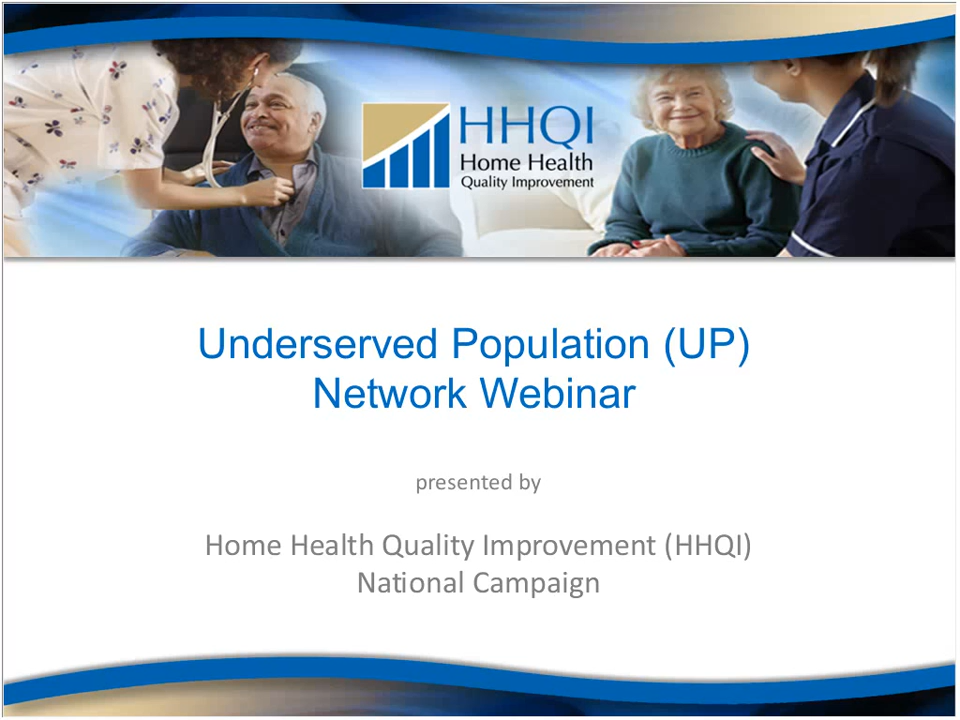 HHQI
Home Health
Quality Improvement
Underserved Population (UP)
Network Webinar
presented by
Home Health Quality Improvement (HHQI)
National Campaign